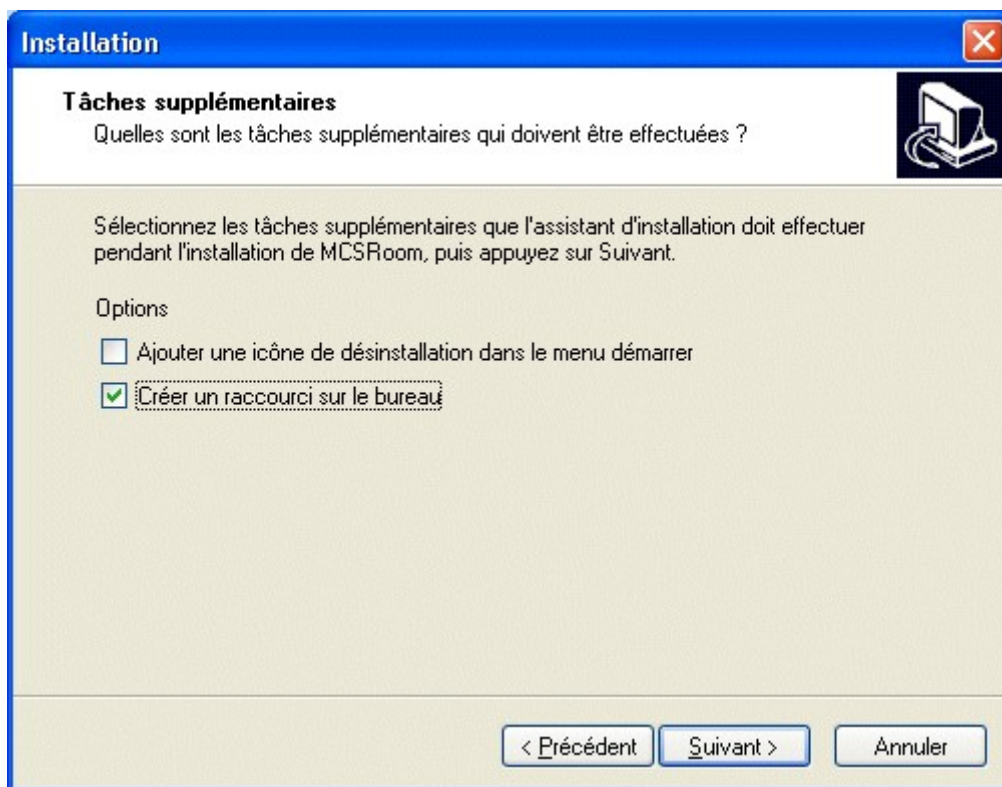 Installation
Tâches supplémentaires
Quelles sont les tâches supplémentaires qui doivent être effectuées ?
Sélectionnez les tâches supplémentaires que l'assistant d'installation doit effectuer
pendant l'installation de MCSRoom, puis appuyez sur Suivant.
Options
Ajouter une icône de désinstallation dans le menu démarrer
Créer un raccourci sur le bureau
< Précédent
Suivant >
Annuler